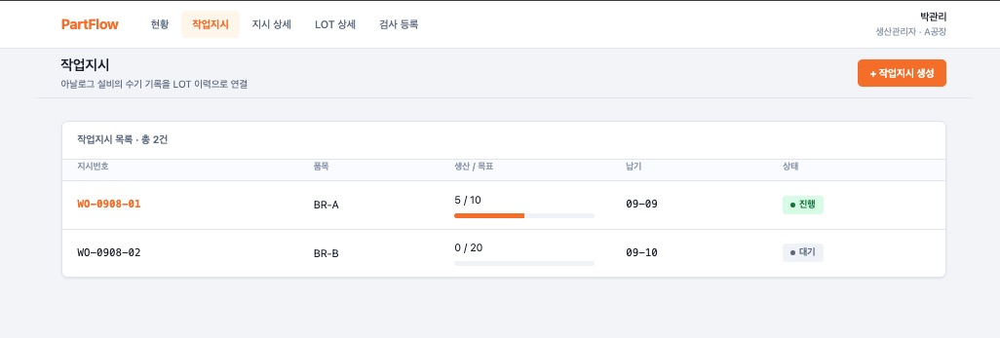 PartFlow 현황 작업지시 지시 상세 LOT 상세 검사 등록
박관리
생산관리자 · A공장
작업지시
아날로그 설비의 수기 기록을 LOT 이력으로 연결
+ 작업지시 생성
작업지시 목록 · 총 2건
지시번호 품목 생산 / 목표 납기 상태
WO-0908-01 BR-A 5 / 10 09-09 진행
WO-0908-02 BR-B 0 / 20 09-10 대기